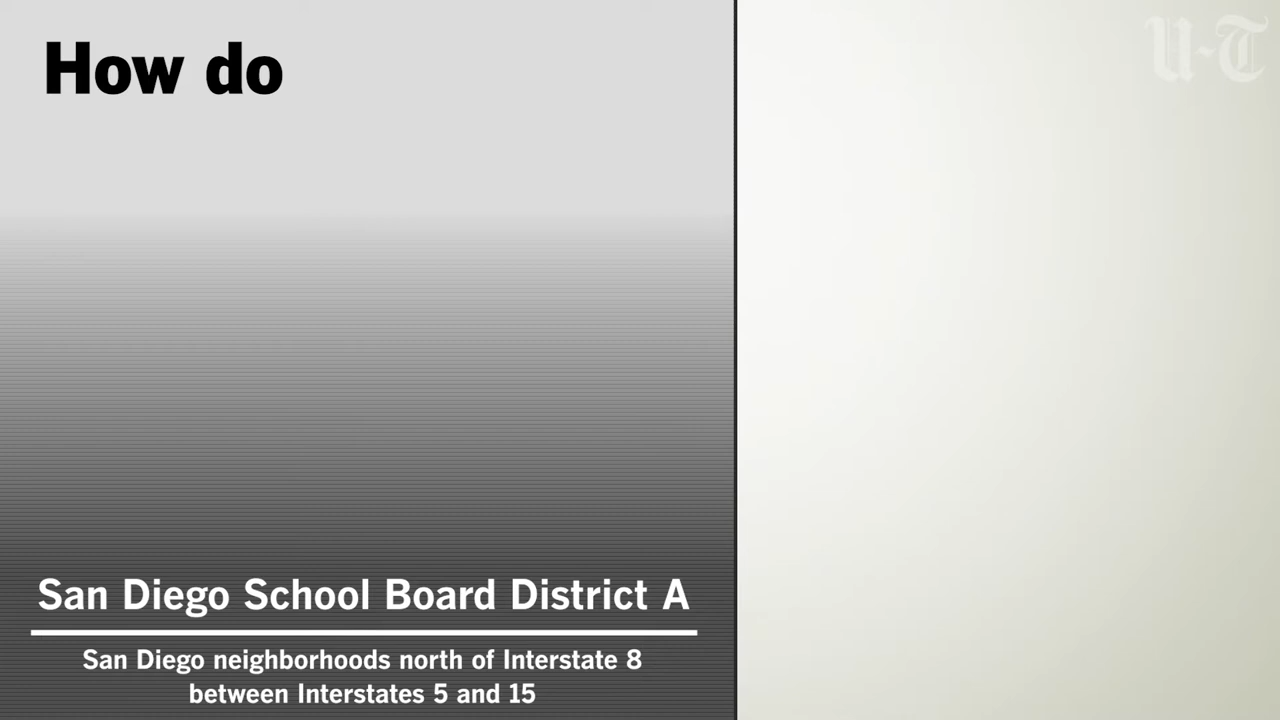 How do
U-T
San Diego School Board District A
San Diego neighborhoods north of Interstate 8
between Interstates 5 and 15